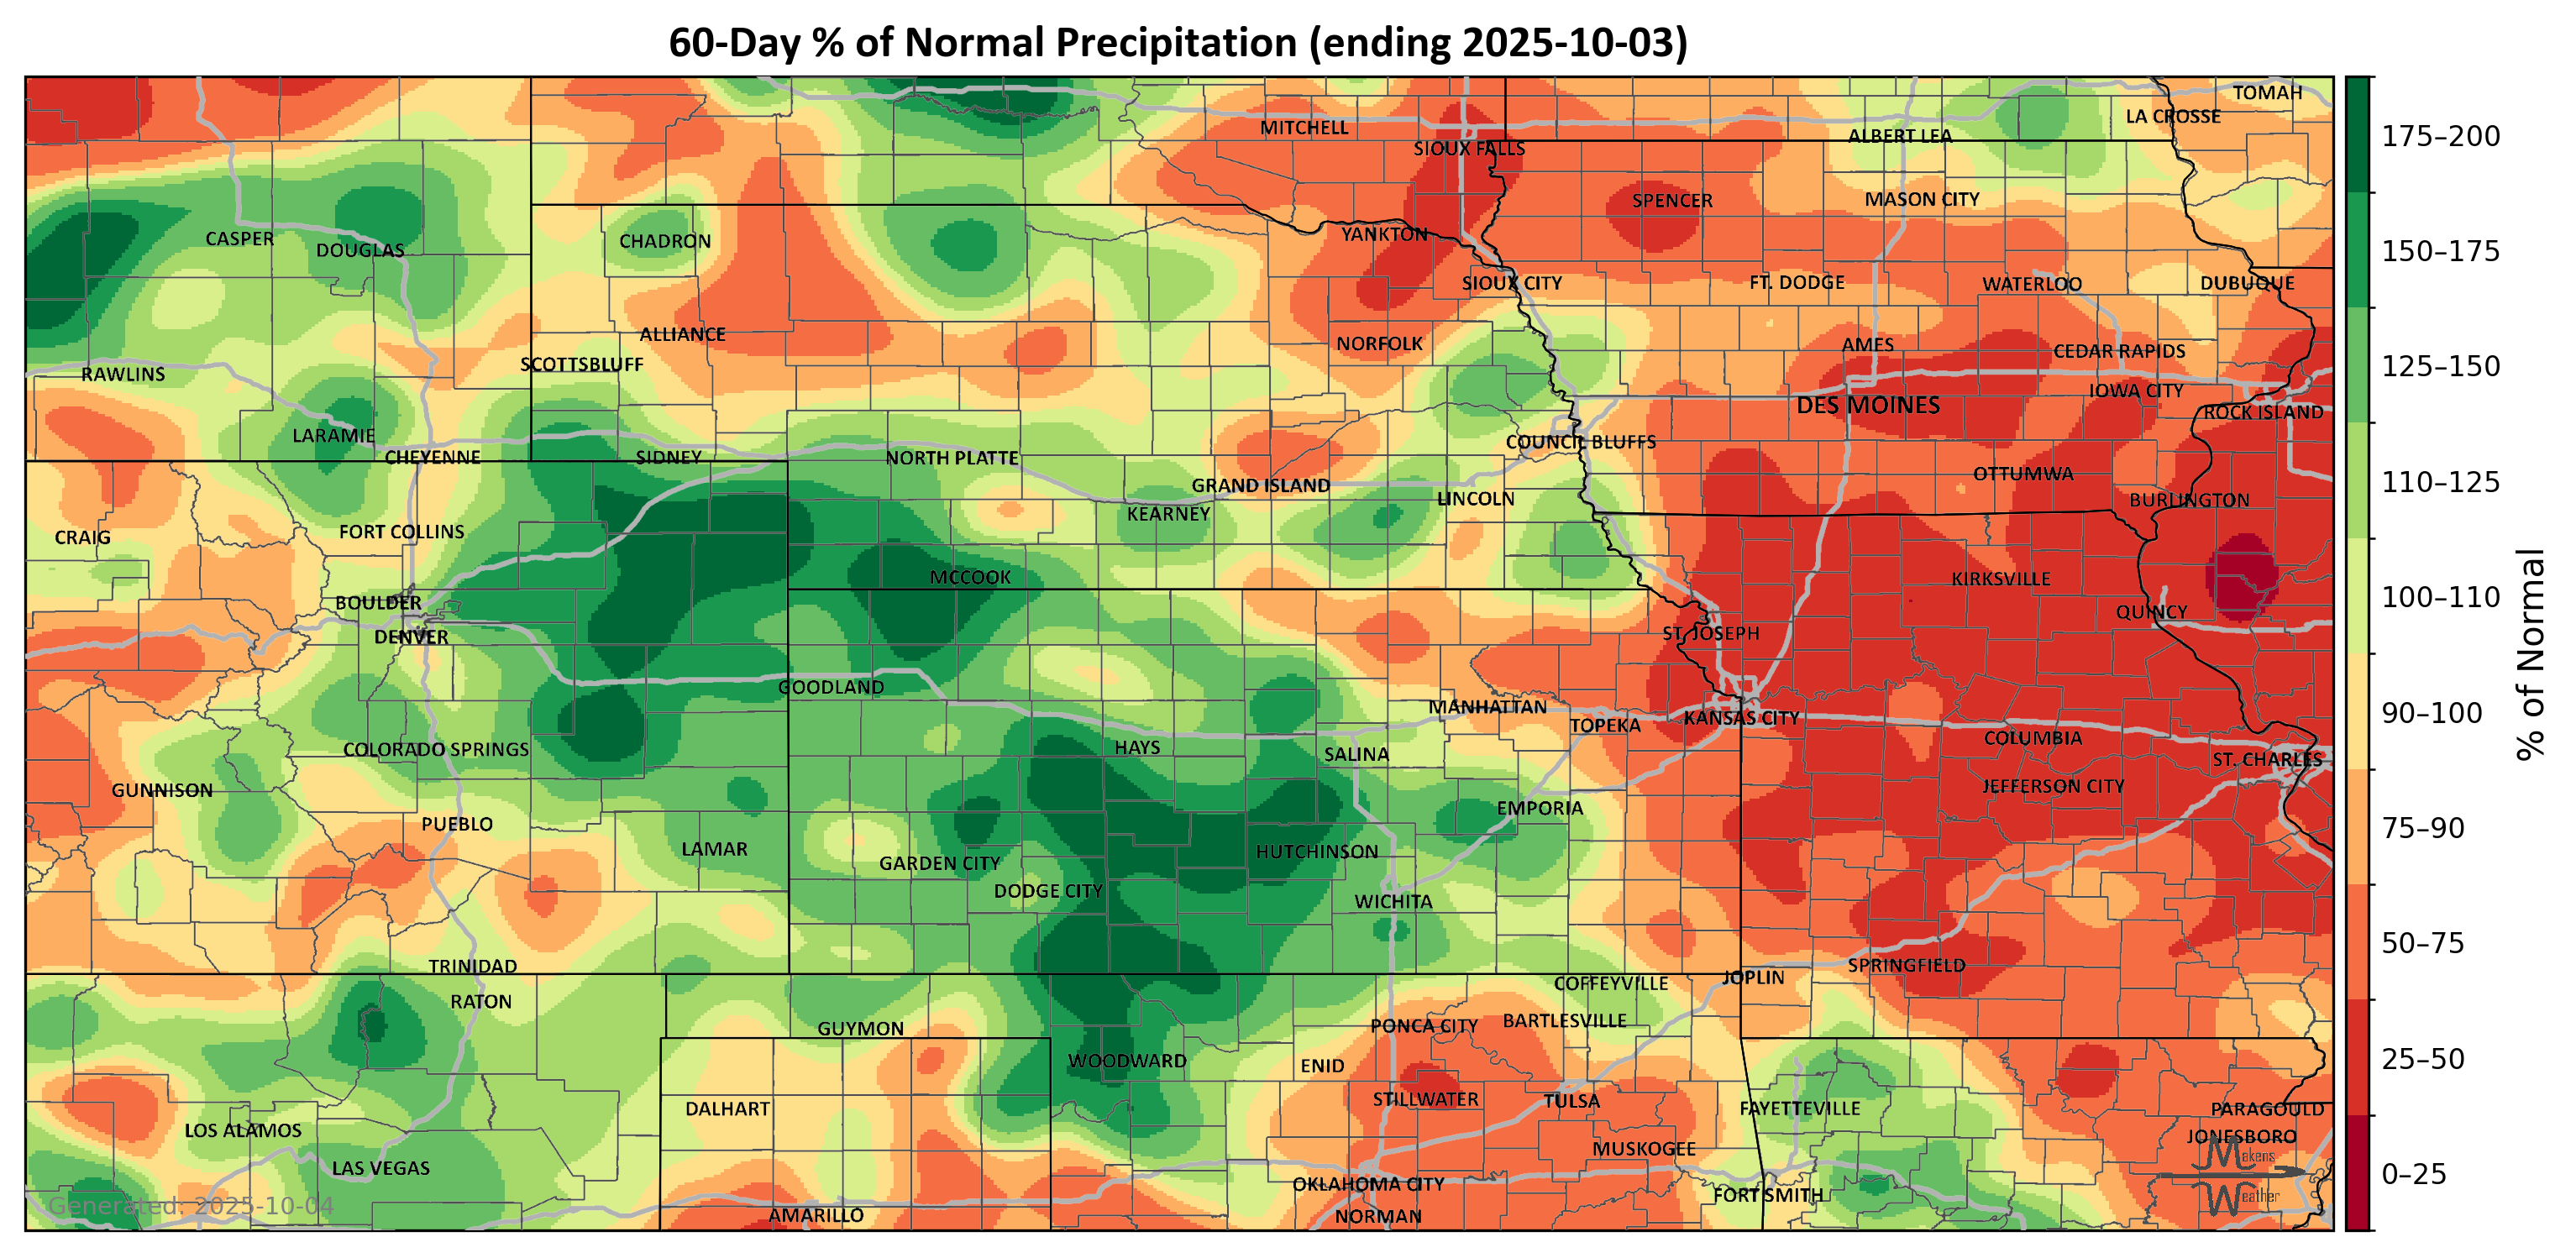 60-Day % of Normal Precipitation (ending 2025-10-03)
TOMAH
LA CROSSE
MITCHELL
ALBERT LEA
SIOUX FALLS
SPENCER
MASON CITY
CASPER
DOUGLAS
CHADRON
YANKTON
SIOUX CITY
FT. DODGE
WATERLOO
DUBUQUE
ALLIANCE
NORFOLK
AMES
CEDAR RAPIDS
SCOTTSBLUFF
RAWLINS
IOWA CITY
DES MOINES
ROCK ISLAND
LARAMIE
COUNCIL BLUFFS
CHEYENNE
SIDNEY
NORTH PLATTE
OTTUMWA
GRAND ISLAND
LINCOLN
BURLINGTON
KEARNEY
FORT COLLINS
CRAIG
MCCOOK
KIRKSVILLE
BOULDER
QUINCY
DENVER
ST. JOSEPH
GOODLAND
MANHATTAN
TOPEKA
KANSAS CITY
COLUMBIA
COLORADO SPRINGS
HAYS
SALINA
ST. CHARLES
GUNNISON
JEFFERSON CITY
EMPORIA
PUEBLO
LAMAR
HUTCHINSON
GARDEN CITY
DODGE CITY
WICHITA
TRINIDAD
SPRINGFIELD
JOPLIN
COFFEYVILLE
RATON
GUYMON
PONCA CITY
BARTLESVILLE
WOODWARD
ENID
STILLWATER
TULSA
DALHART
FAYETTEVILLE
PARAGOULD
LOS ALAMOS
JONESBORO
MUSKOGEE
LAS VEGAS
OKLAHOMA CITY
FORT SMITH
AMARILLO
NORMAN
Makens
Weather
Generated: 2025-10-04
175–200
150–175
125–150
110–125
100–110
90–100
75–90
50–75
25–50
0–25
% of Normal